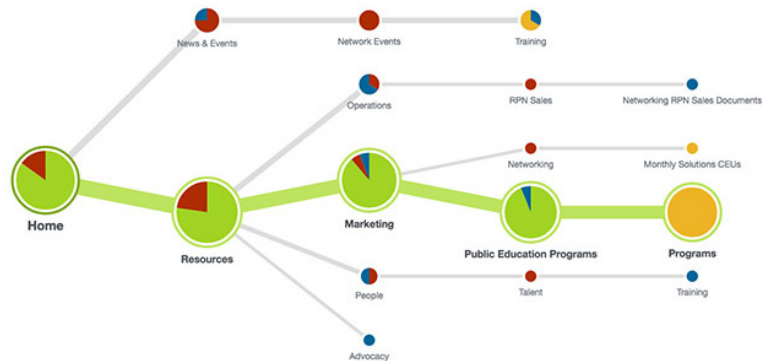 News & Events
Network Events
Training
Operations
RPN Sales
Networking RPN Sales Documents
Networking
Monthly Solutions CEUs
Home
Resources
Marketing
Public Education Programs
Programs
People
Talent
Training
Advocacy